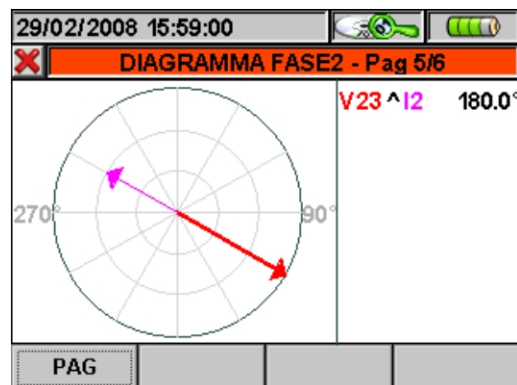 29/02/2008 15:59:00
DIAGRAMMA FASE2 - Pag 5/6
V23 ^ I2 180.0°
270° 90°
PAG